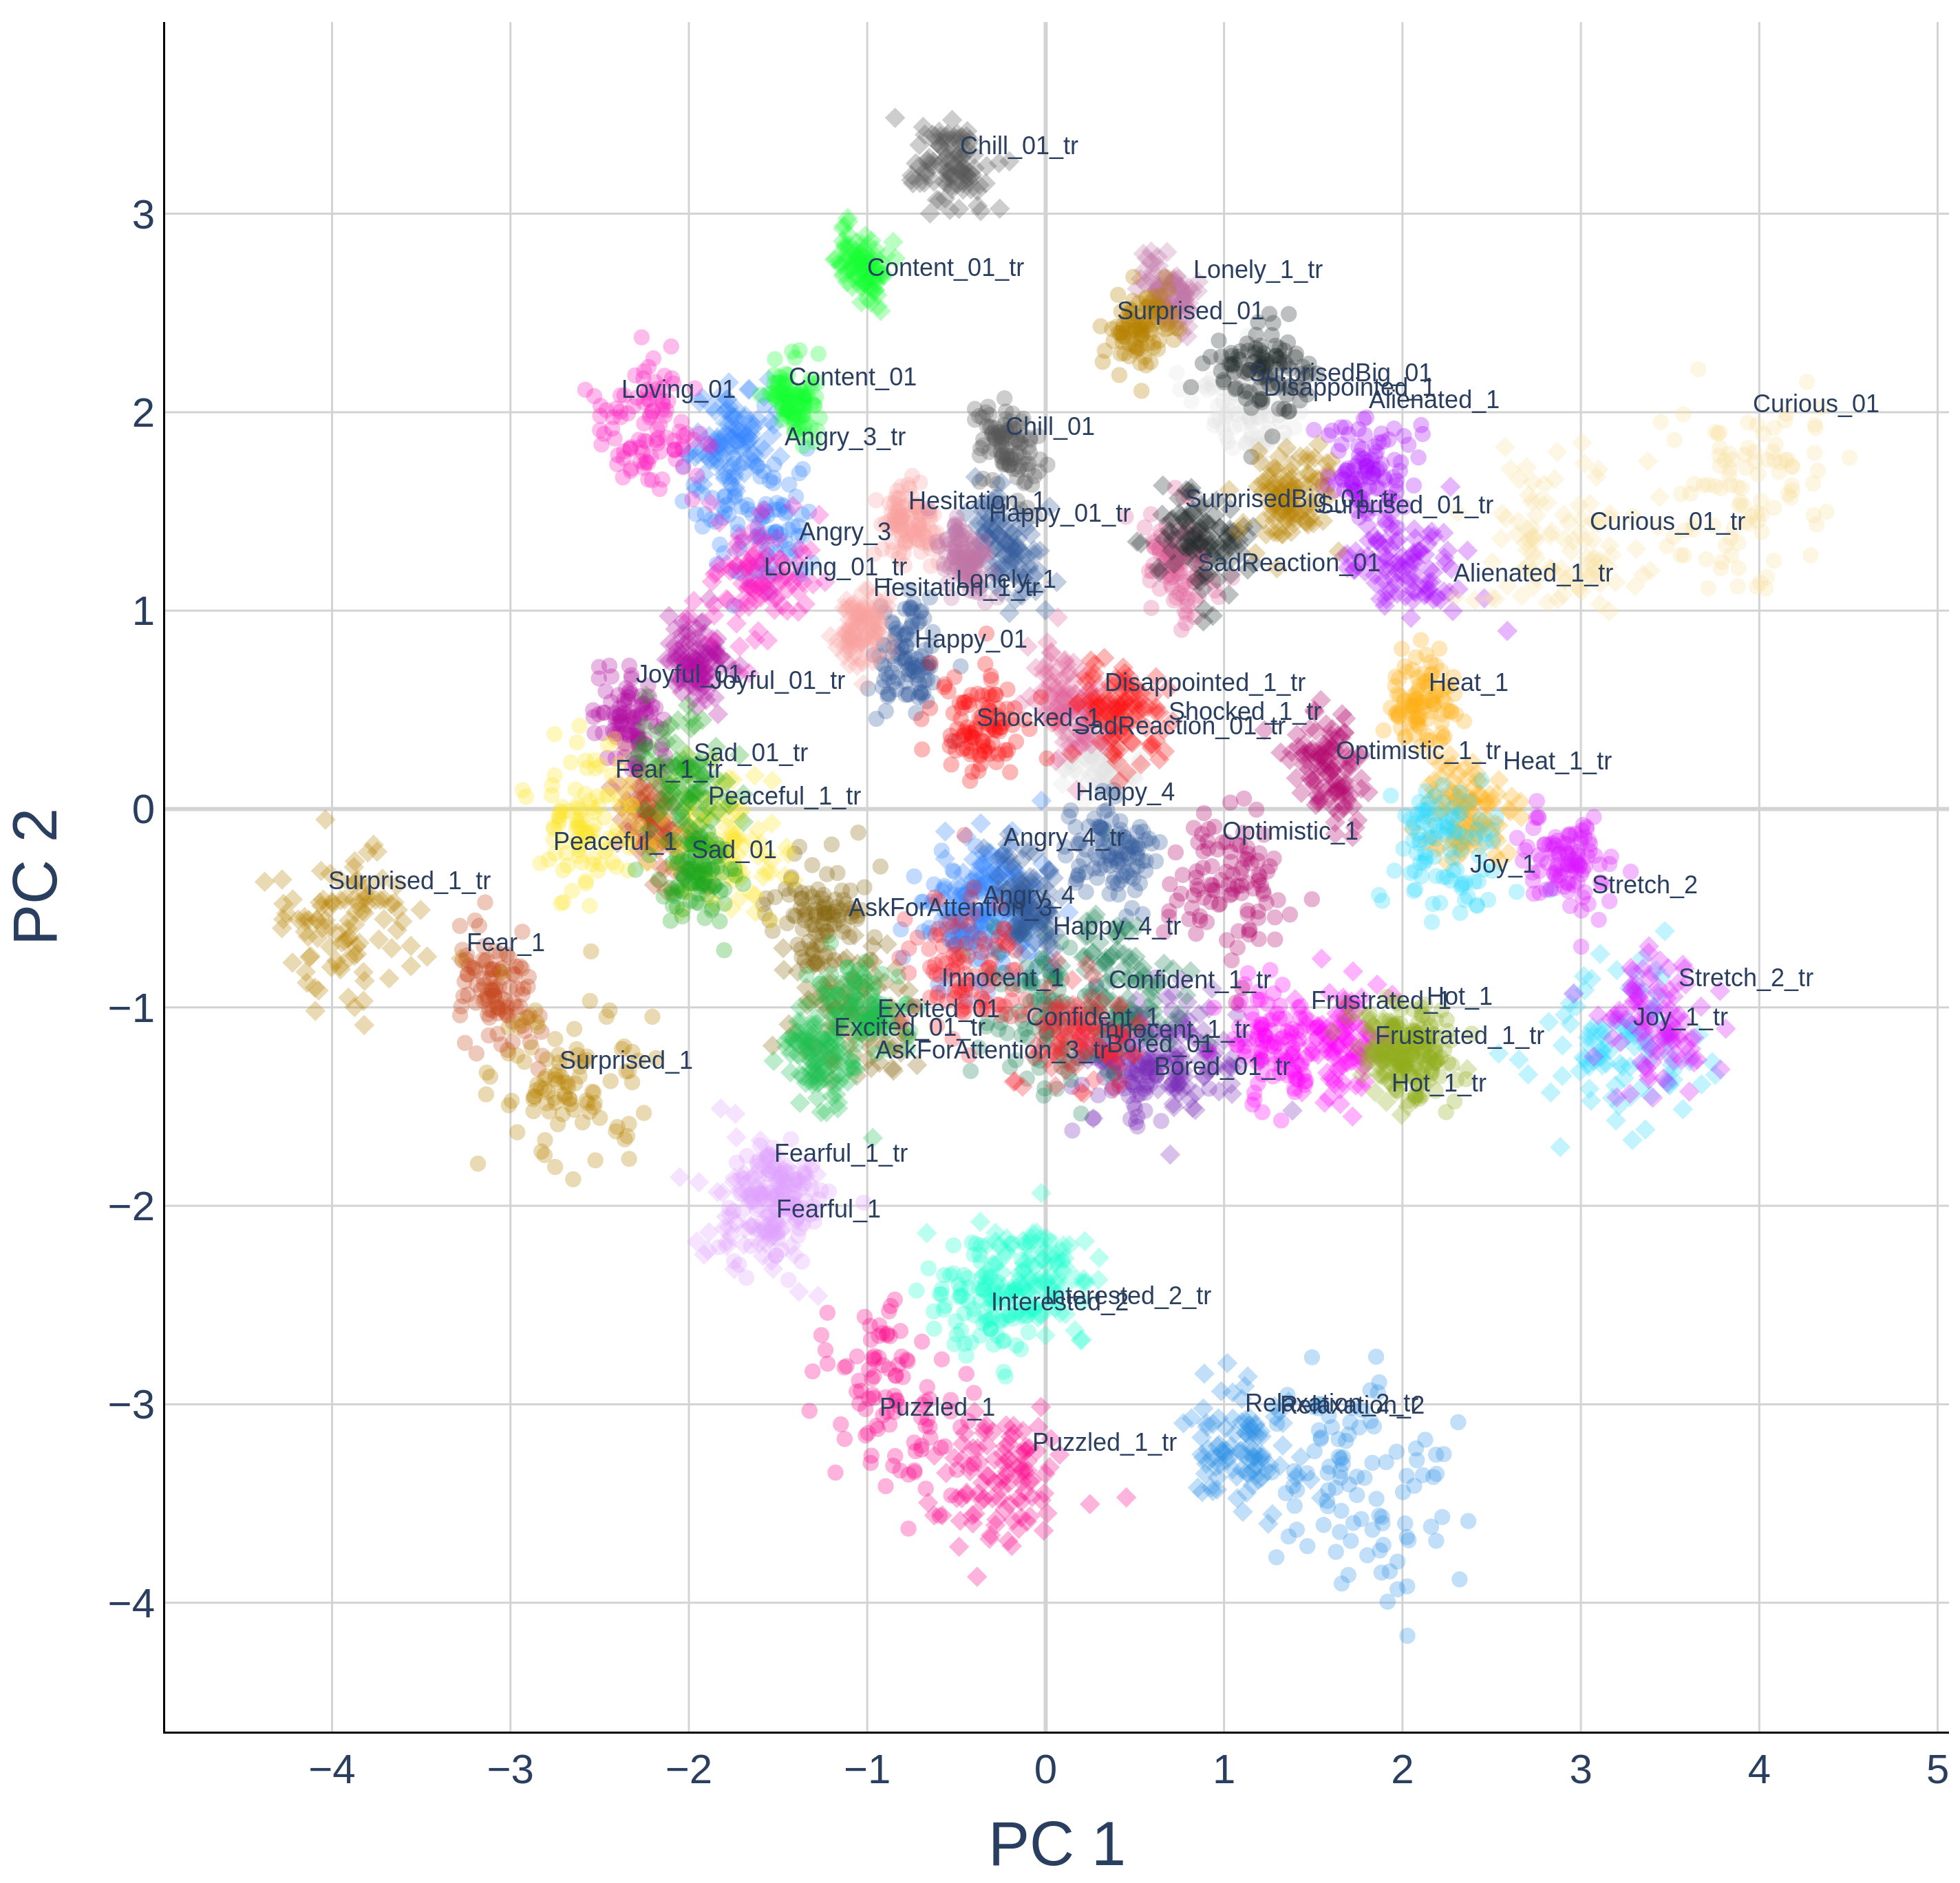 Chill_01_tr
Content_01_tr
Lonely_1_tr
Surprised_01
SurprisedBig_01
Content_01
Disappointed_1
Loving_01
Alienated_1
Curious_01
Chill_01
Angry_3_tr
Hesitation_1
SurprisedBig_01_tr
Surprised_01_tr
Happy_01_tr
Curious_01_tr
Angry_3
SadReaction_01
Loving_01_tr
Alienated_1_tr
Lonely_1
Hesitation_1_tr
Happy_01
Joyful_01
Joyful_01_tr
Disappointed_1_tr
Heat_1
Shocked_1_tr
Shocked_1
SadReaction_01_tr
Sad_01_tr
Optimistic_1_tr
Heat_1_tr
Fear_1_tr
Happy_4
Peaceful_1_tr
Optimistic_1
Angry_4_tr
Peaceful_1
Sad_01
Joy_1
Surprised_1_tr
Stretch_2
Angry_4
AskForAttention_3
Happy_4_tr
Fear_1
Innocent_1
Confident_1_tr
Stretch_2_tr
Hot_1
Frustrated_1
Excited_01
Confident_1
Joy_1_tr
Excited_01_tr
Innocent_1_tr
Frustrated_1_tr
Bored_01
AskForAttention_3_tr
Surprised_1
Bored_01_tr
Hot_1_tr
Fearful_1_tr
Fearful_1
Interested_2_tr
Interested_2
Relaxation_2_tr
Relaxation_2
Puzzled_1
Puzzled_1_tr
3
2
1
0
−1
−2
−3
−4
PC 2
−4 −3 −2 −1 0 1 2 3 4 5
PC 1